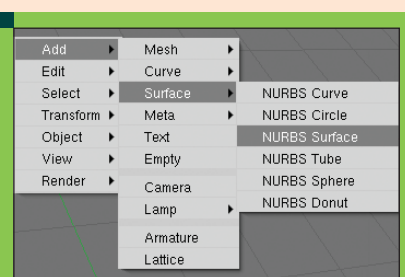 Add
Edit
Select
Transform
Object
View
Render
Mesh
Curve
Surface
Meta
Text
Empty
Camera
Lamp
Armature
Lattice
NURBS Curve
NURBS Circle
NURBS Surface
NURBS Tube
NURBS Sphere
NURBS Donut